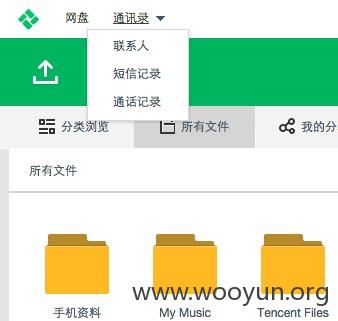 网盘 通讯录
联系人
短信记录
通话记录
分类浏览 所有文件 我的分
所有文件
www.wooyun.org
手机资料 My Music Tencent Files